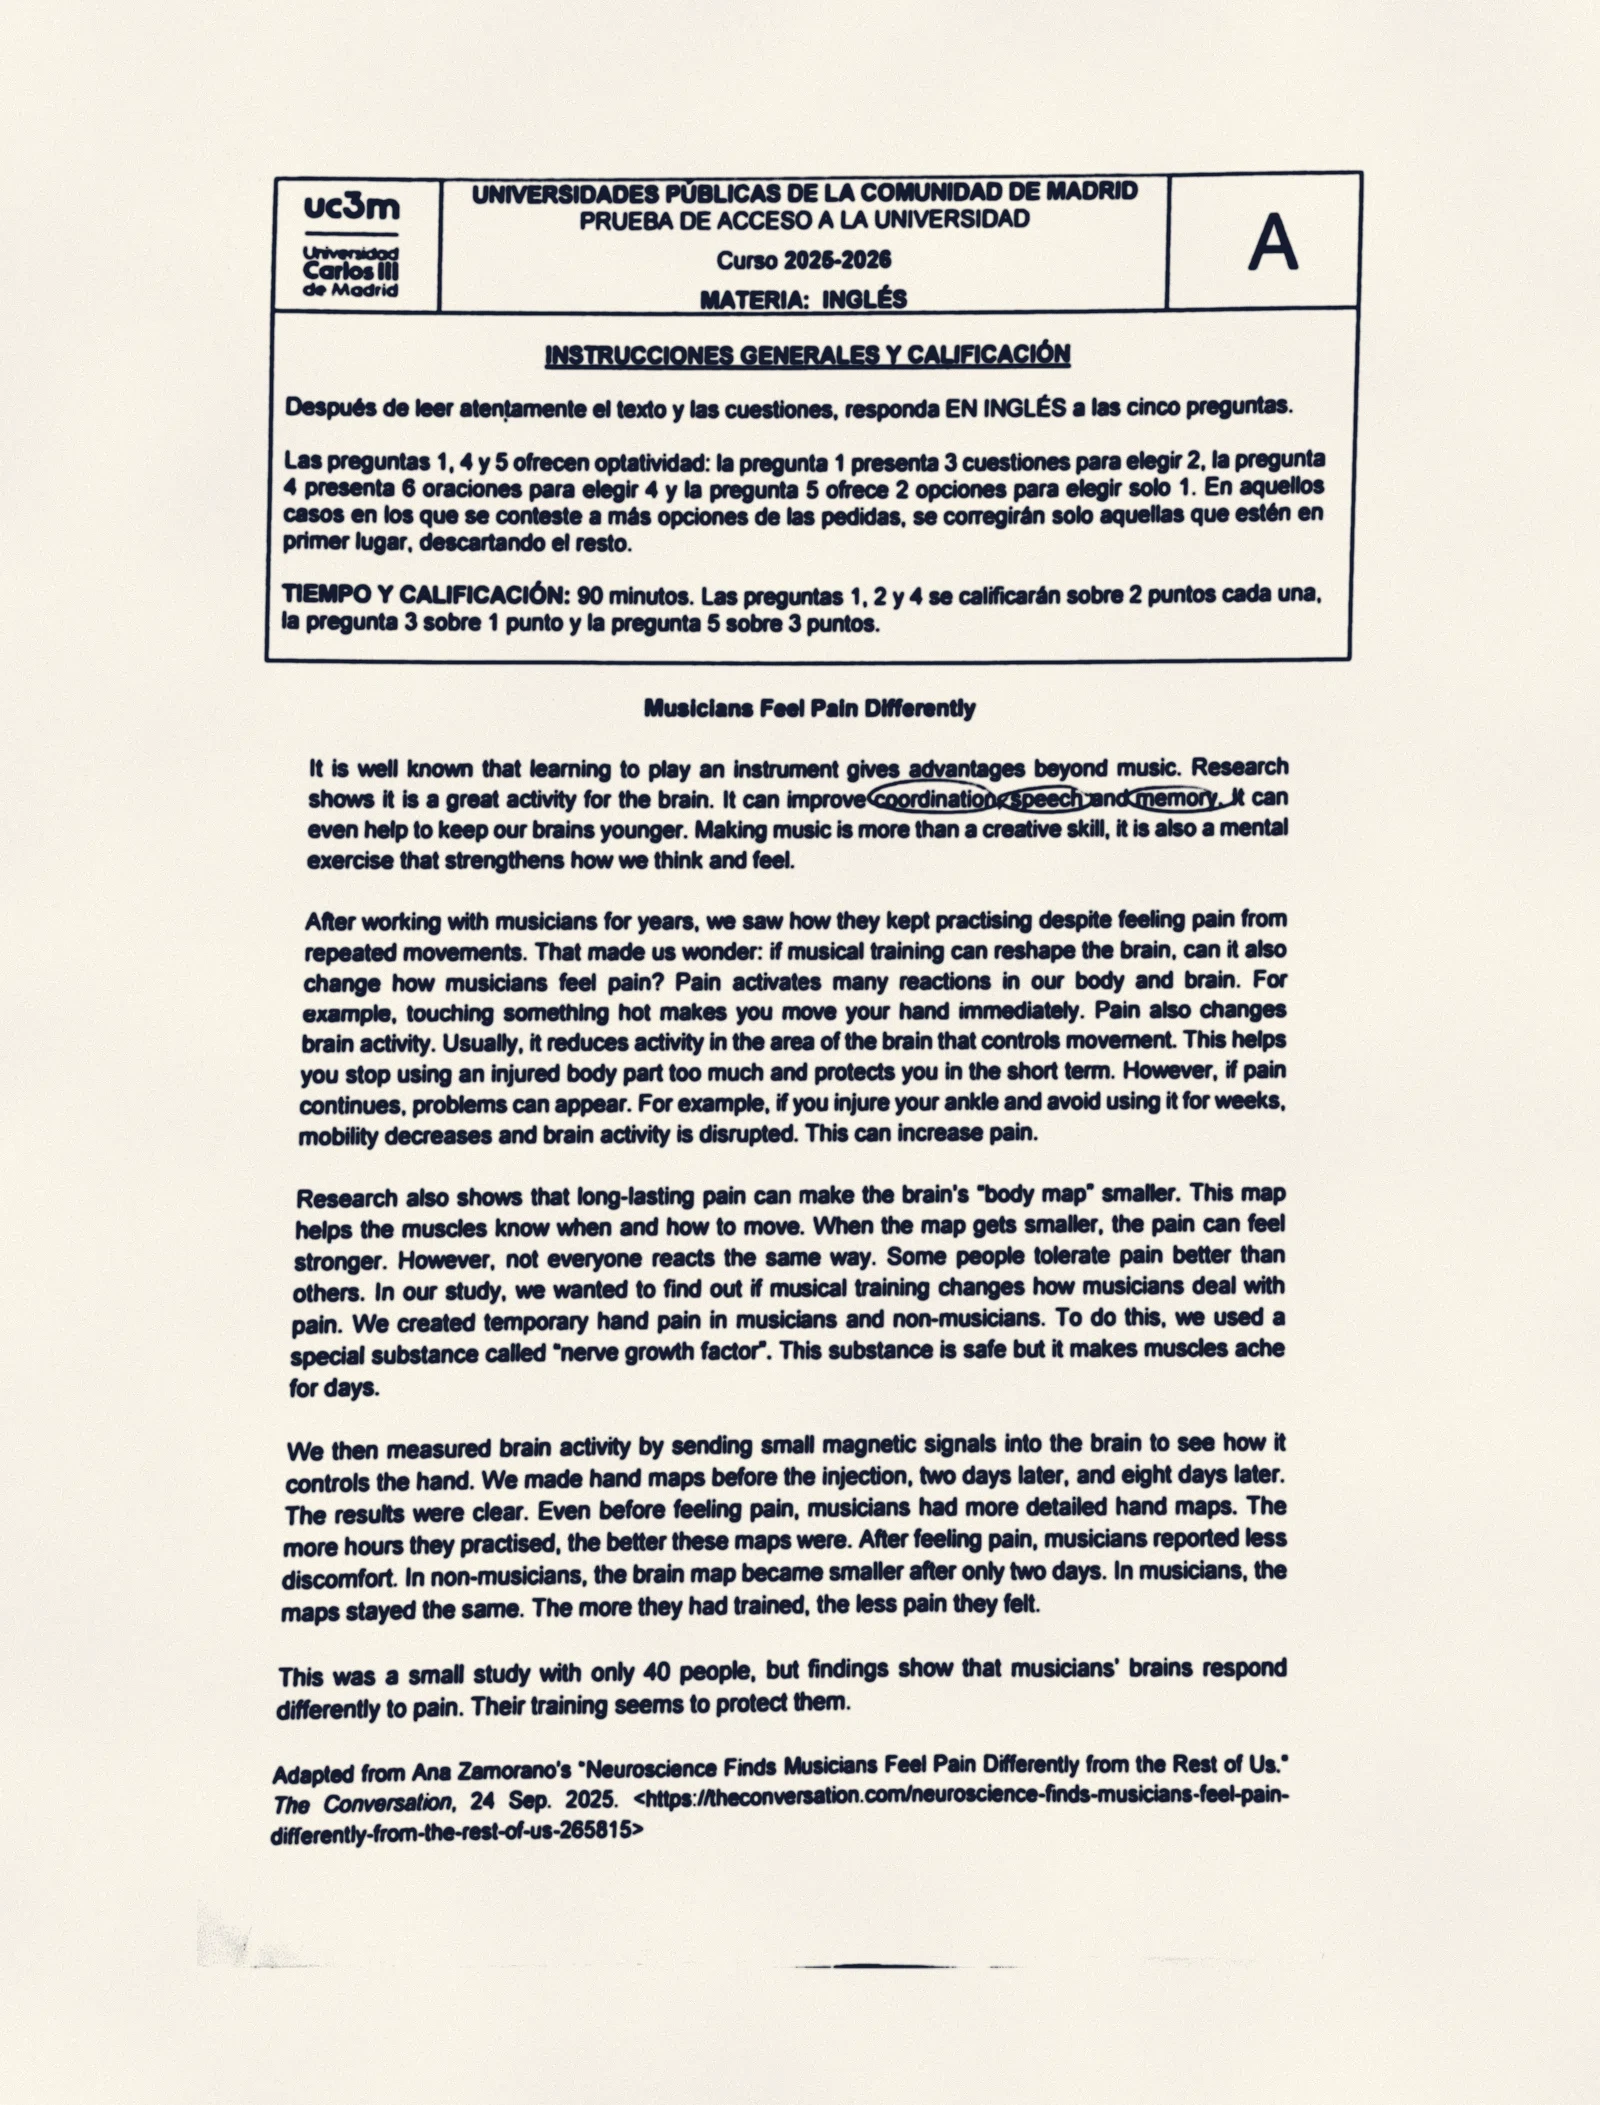 uc3m
Universidad
Carlos III
de Madrid
UNIVERSIDADES PÚBLICAS DE LA COMUNIDAD DE MADRID
PRUEBA DE ACCESO A LA UNIVERSIDAD
Curso 2025-2026
MATERIA: INGLÉS
A
INSTRUCCIONES GENERALES Y CALIFICACIÓN
Después de leer atentamente el texto y las cuestiones, responda EN INGLÉS a las cinco preguntas.
Las preguntas 1, 4 y 5 ofrecen optatividad: la pregunta 1 presenta 3 cuestiones para elegir 2, la pregunta
4 presenta 6 oraciones para elegir 4 y la pregunta 5 ofrece 2 opciones para elegir solo 1. En aquellos
casos en los que se conteste a más opciones de las pedidas, se corregirán solo aquellas que estén en
primer lugar, descartando el resto.
TIEMPO Y CALIFICACIÓN: 90 minutos. Las preguntas 1, 2 y 4 se calificarán sobre 2 puntos cada una,
la pregunta 3 sobre 1 punto y la pregunta 5 sobre 3 puntos.
Musicians Feel Pain Differently
It is well known that learning to play an instrument gives advantages beyond music. Research
shows it is a great activity for the brain. It can improve coordination, speech and memory. It can
even help to keep our brains younger. Making music is more than a creative skill, it is also a mental
exercise that strengthens how we think and feel.
After working with musicians for years, we saw how they kept practising despite feeling pain from
repeated movements. That made us wonder: if musical training can reshape the brain, can it also
change how musicians feel pain? Pain activates many reactions in our body and brain. For
example, touching something hot makes you move your hand immediately. Pain also changes
brain activity. Usually, it reduces activity in the area of the brain that controls movement. This helps
you stop using an injured body part too much and protects you in the short term. However, if pain
continues, problems can appear. For example, if you injure your ankle and avoid using it for weeks,
mobility decreases and brain activity is disrupted. This can increase pain.
Research also shows that long-lasting pain can make the brain's "body map" smaller. This map
helps the muscles know when and how to move. When the map gets smaller, the pain can feel
stronger. However, not everyone reacts the same way. Some people tolerate pain better than
others. In our study, we wanted to find out if musical training changes how musicians deal with
pain. We created temporary hand pain in musicians and non-musicians. To do this, we used a
special substance called "nerve growth factor". This substance is safe but it makes muscles ache
for days.
We then measured brain activity by sending small magnetic signals into the brain to see how it
controls the hand. We made hand maps before the injection, two days later, and eight days later.
The results were clear. Even before feeling pain, musicians had more detailed hand maps. The
more hours they practised, the better these maps were. After feeling pain, musicians reported less
discomfort. In non-musicians, the brain map became smaller after only two days. In musicians, the
maps stayed the same. The more they had trained, the less pain they felt.
This was a small study with only 40 people, but findings show that musicians' brains respond
differently to pain. Their training seems to protect them.
Adapted from Ana Zamorano's "Neuroscience Finds Musicians Feel Pain Differently from the Rest of Us."
The Conversation, 24 Sep. 2025. <https://theconversation.com/neuroscience-finds-musicians-feel-pain-
differently-from-the-rest-of-us-265815>